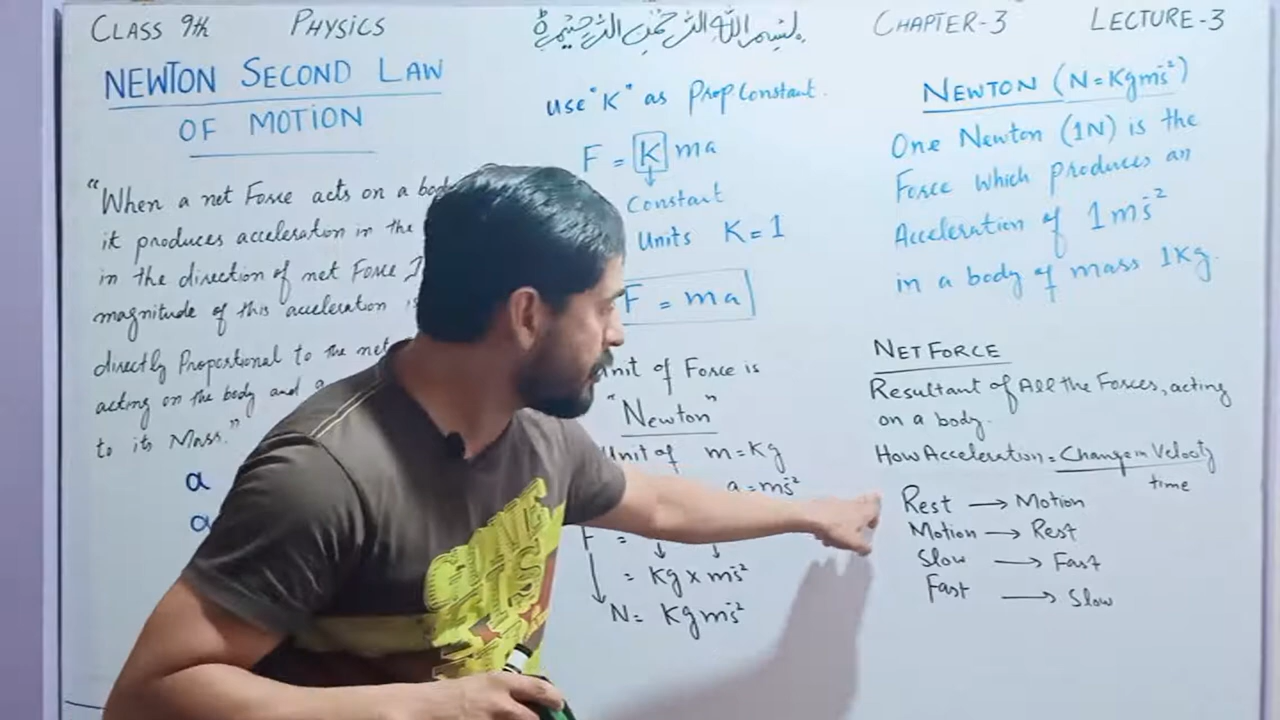 CLASS 9th PHYSICS بسم الله الرحمن الرحيم CHAPTER-3 LECTURE-3
NEWTON SECOND LAW
OF MOTION
"When a net Force acts on a bod
it produces acceleration in the
in the direction of net Force
magnitude of this acceleration
directly Proportional to the net
acting on the body and
to its Mass."
a
a
use "K" as Prop Constant.
F = K ma
Constant
Units K=1
F = ma
nit of Force is
"Newton"
Unit of m = Kg
a = ms⁻²
F =
= Kg x ms⁻²
N = Kgms⁻²
NEWTON (N=Kgms⁻²)
One Newton (1N) is the
Force which produces an
Acceleration of 1ms⁻²
in a body of mass 1Kg.
NET FORCE
Resultant of All the Forces, acting
on a body.
How Acceleration = Change in Velocity
time
Rest → Motion
Motion → Rest
Slow → Fast
Fast → Slow